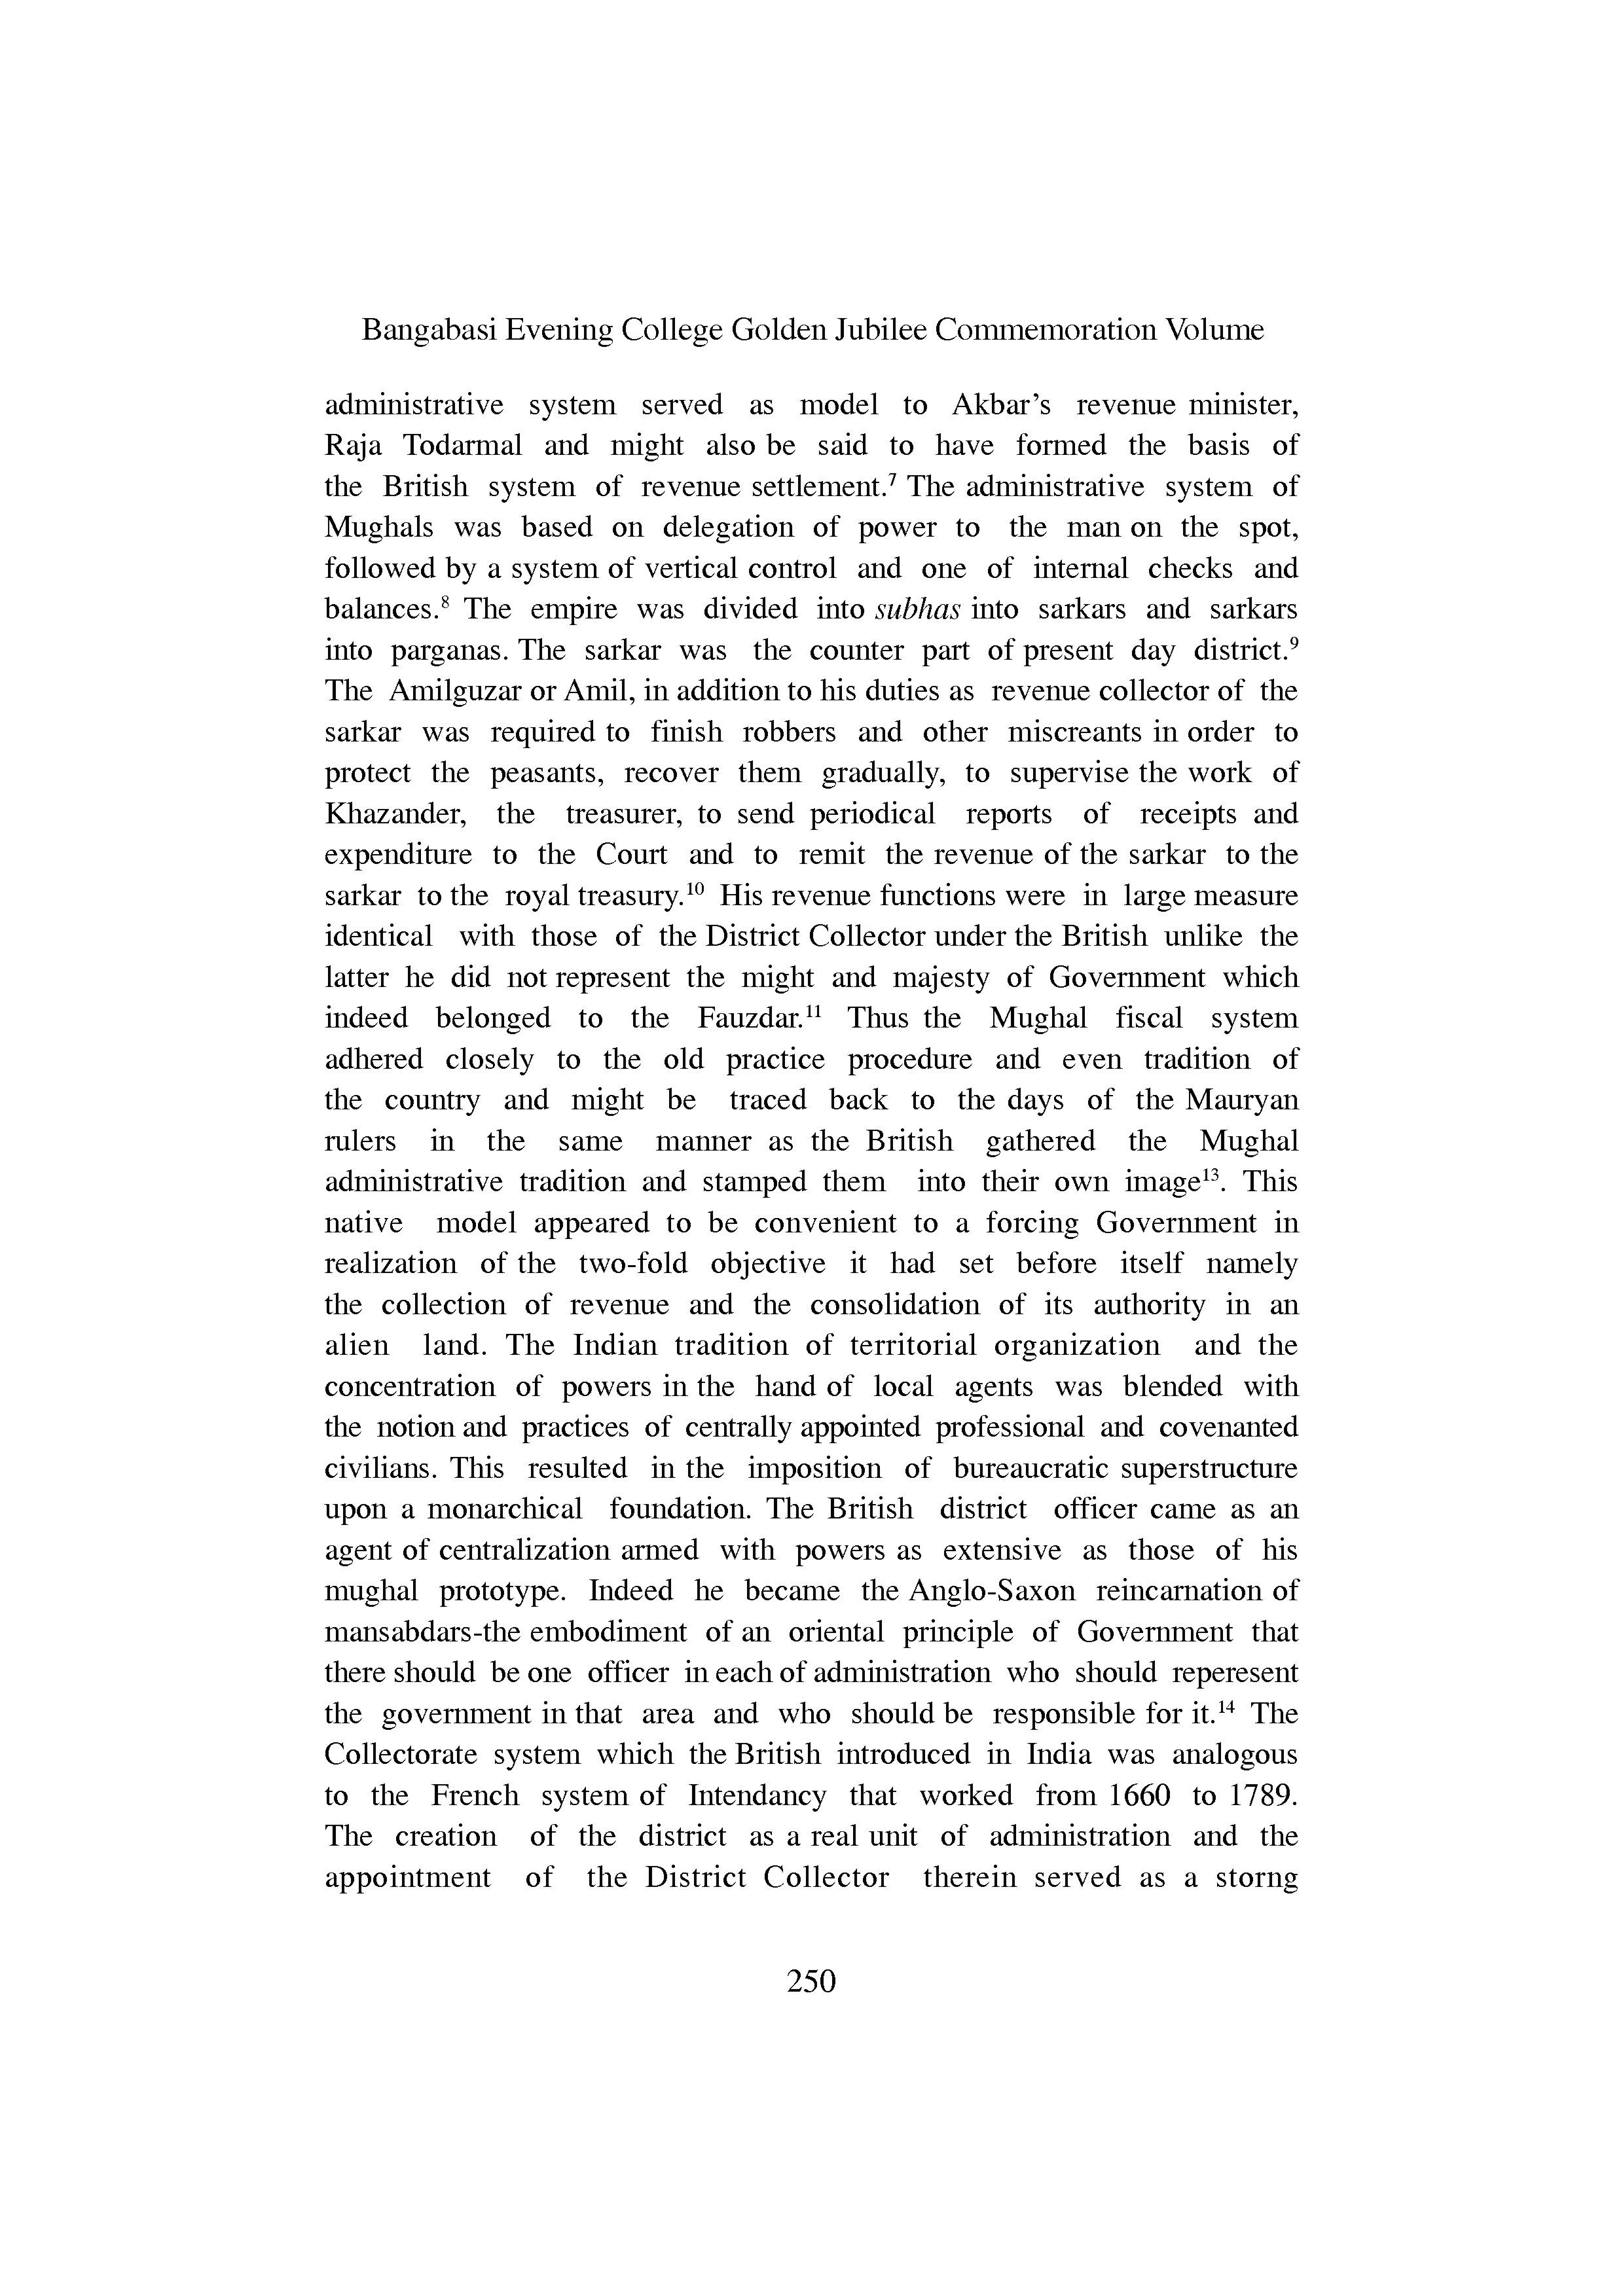 Bangabasi Evening College Golden Jubilee Commemoration Volume
administrative system served as model to Akbar’s revenue minister,
Raja Todarmal and might also be said to have formed the basis of
the British system of revenue settlement.⁷ The administrative system of
Mughals was based on delegation of power to the man on the spot,
followed by a system of vertical control and one of internal checks and
balances.⁸ The empire was divided into subhas into sarkars and sarkars
into parganas. The sarkar was the counter part of present day district.⁹
The Amilguzar or Amil, in addition to his duties as revenue collector of the
sarkar was required to finish robbers and other miscreants in order to
protect the peasants, recover them gradually, to supervise the work of
Khazander, the treasurer, to send periodical reports of receipts and
expenditure to the Court and to remit the revenue of the sarkar to the
sarkar to the royal treasury.¹⁰ His revenue functions were in large measure
identical with those of the District Collector under the British unlike the
latter he did not represent the might and majesty of Government which
indeed belonged to the Fauzdar.¹¹ Thus the Mughal fiscal system
adhered closely to the old practice procedure and even tradition of
the country and might be traced back to the days of the Mauryan
rulers in the same manner as the British gathered the Mughal
administrative tradition and stamped them into their own image¹³. This
native model appeared to be convenient to a forcing Government in
realization of the two-fold objective it had set before itself namely
the collection of revenue and the consolidation of its authority in an
alien land. The Indian tradition of territorial organization and the
concentration of powers in the hand of local agents was blended with
the notion and practices of centrally appointed professional and covenanted
civilians. This resulted in the imposition of bureaucratic superstructure
upon a monarchical foundation. The British district officer came as an
agent of centralization armed with powers as extensive as those of his
mughal prototype. Indeed he became the Anglo-Saxon reincarnation of
mansabdars-the embodiment of an oriental principle of Government that
there should be one officer in each of administration who should reperesent
the government in that area and who should be responsible for it.¹⁴ The
Collectorate system which the British introduced in India was analogous
to the French system of Intendancy that worked from 1660 to 1789.
The creation of the district as a real unit of administration and the
appointment of the District Collector therein served as a storng
250